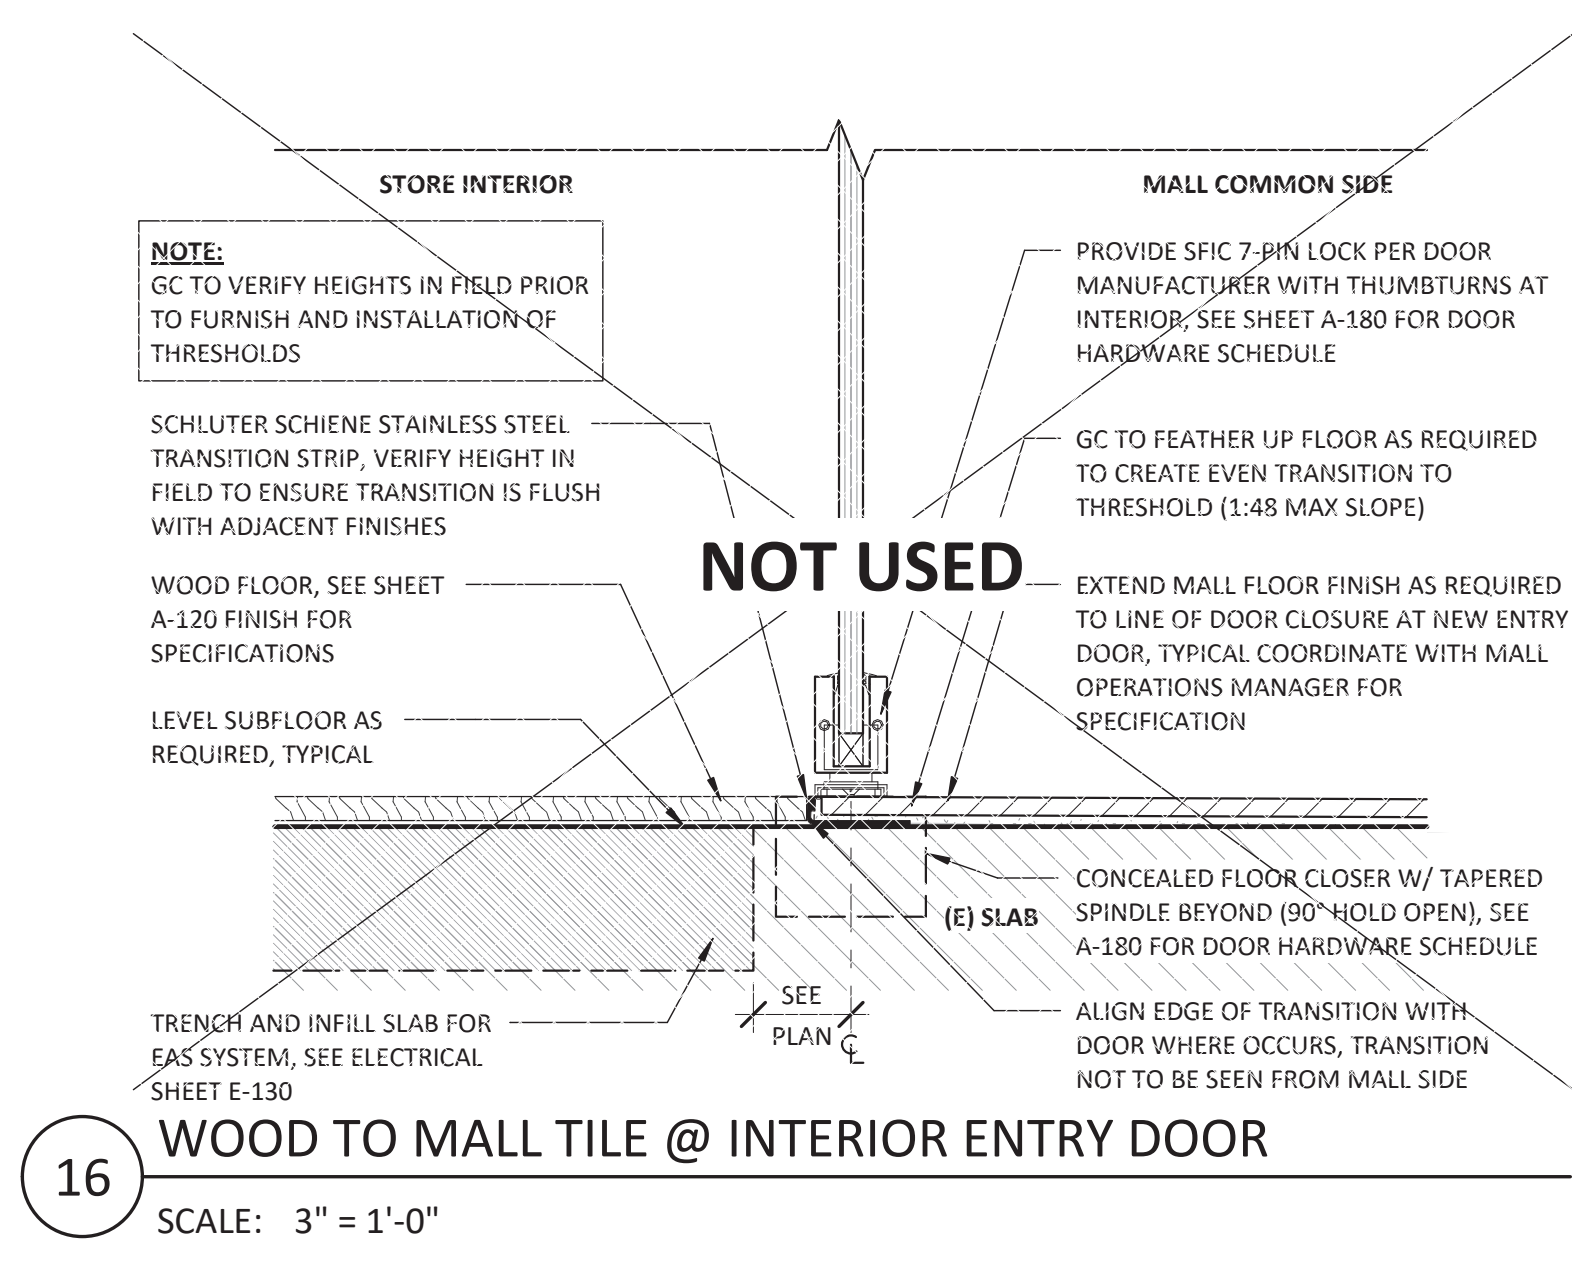 STORE INTERIOR
MALL COMMON SIDE
NOTE:
GC TO VERIFY HEIGHTS IN FIELD PRIOR
TO FURNISH AND INSTALLATION OF
THRESHOLDS
SCHLUTER SCHIENE STAINLESS STEEL
TRANSITION STRIP, VERIFY HEIGHT IN
FIELD TO ENSURE TRANSITION IS FLUSH
WITH ADJACENT FINISHES
WOOD FLOOR, SEE SHEET
A-120 FINISH FOR
SPECIFICATIONS
LEVEL SUBFLOOR AS
REQUIRED, TYPICAL
TRENCH AND INFILL SLAB FOR
EAS SYSTEM, SEE ELECTRICAL
SHEET E-130
NOT USED
PROVIDE SFIC 7-PIN LOCK PER DOOR
MANUFACTURER WITH THUMBTURNS AT
INTERIOR, SEE SHEET A-180 FOR DOOR
HARDWARE SCHEDULE
GC TO FEATHER UP FLOOR AS REQUIRED
TO CREATE EVEN TRANSITION TO
THRESHOLD (1:48 MAX SLOPE)
EXTEND MALL FLOOR FINISH AS REQUIRED
TO LINE OF DOOR CLOSURE AT NEW ENTRY
DOOR, TYPICAL COORDINATE WITH MALL
OPERATIONS MANAGER FOR
SPECIFICATION
CONCEALED FLOOR CLOSER W/ TAPERED
SPINDLE BEYOND (90° HOLD OPEN), SEE
A-180 FOR DOOR HARDWARE SCHEDULE
(E) SLAB
ALIGN EDGE OF TRANSITION WITH
DOOR WHERE OCCURS, TRANSITION
NOT TO BE SEEN FROM MALL SIDE
SEE
PLAN
℄
16
WOOD TO MALL TILE @ INTERIOR ENTRY DOOR
SCALE: 3" = 1'-0"